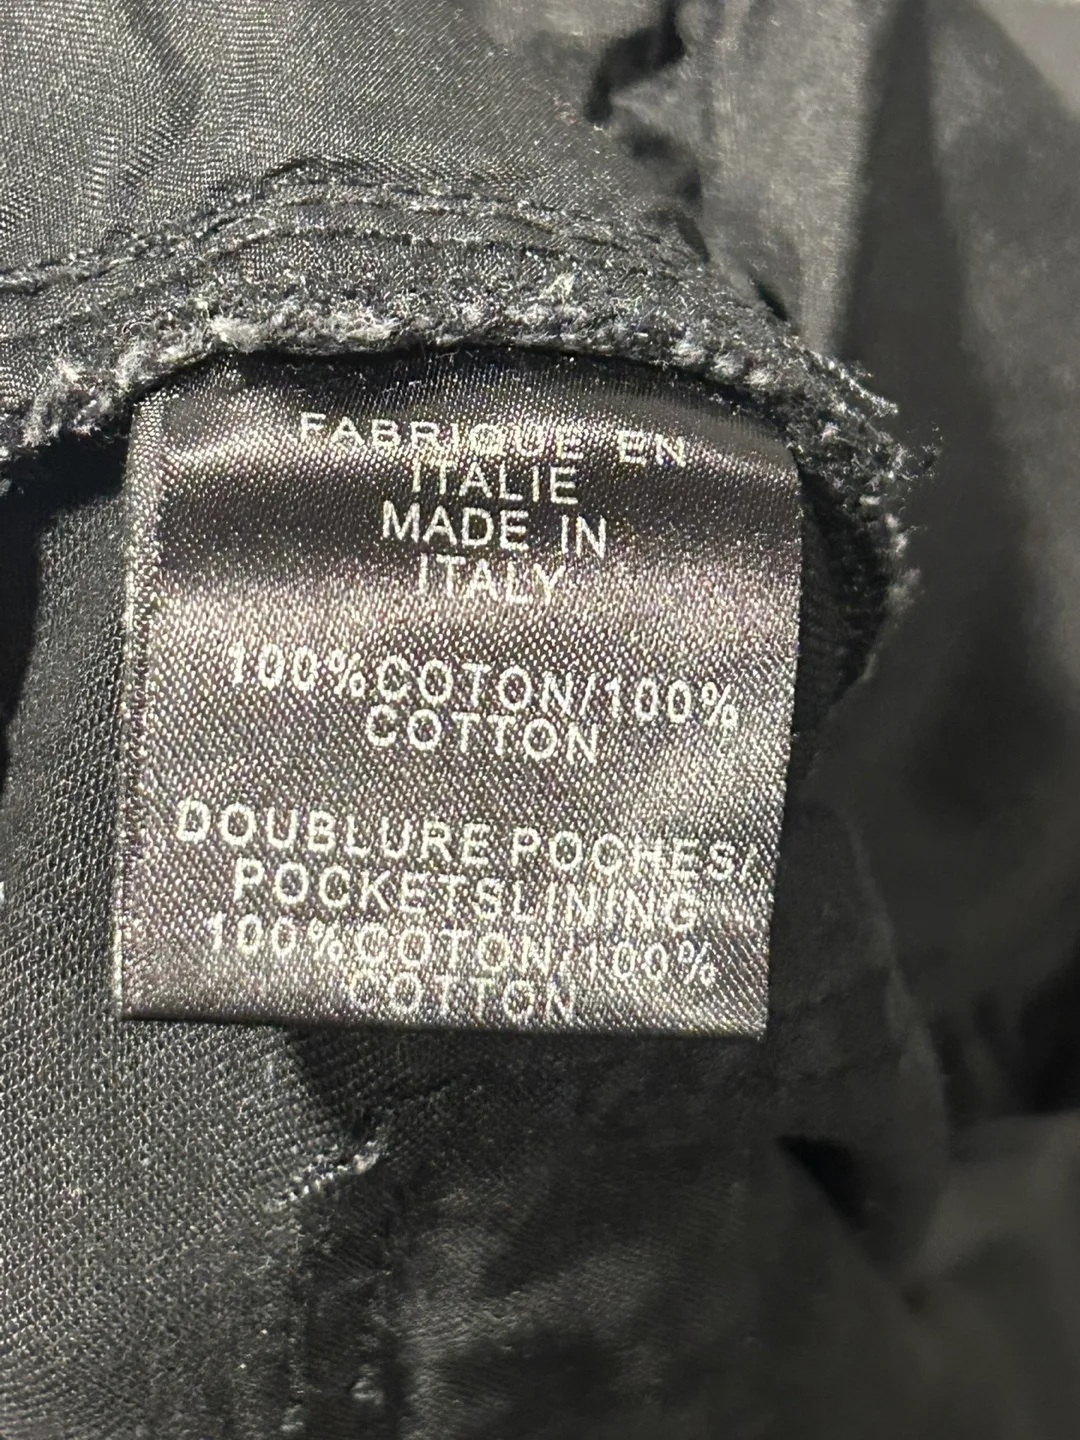 FABRIQUE EN
ITALIE
MADE IN
ITALY
100%COTON/100%
COTTON
DOUBLURE POCHES/
POCKETSLINING
100%COTON/100%
COTTON